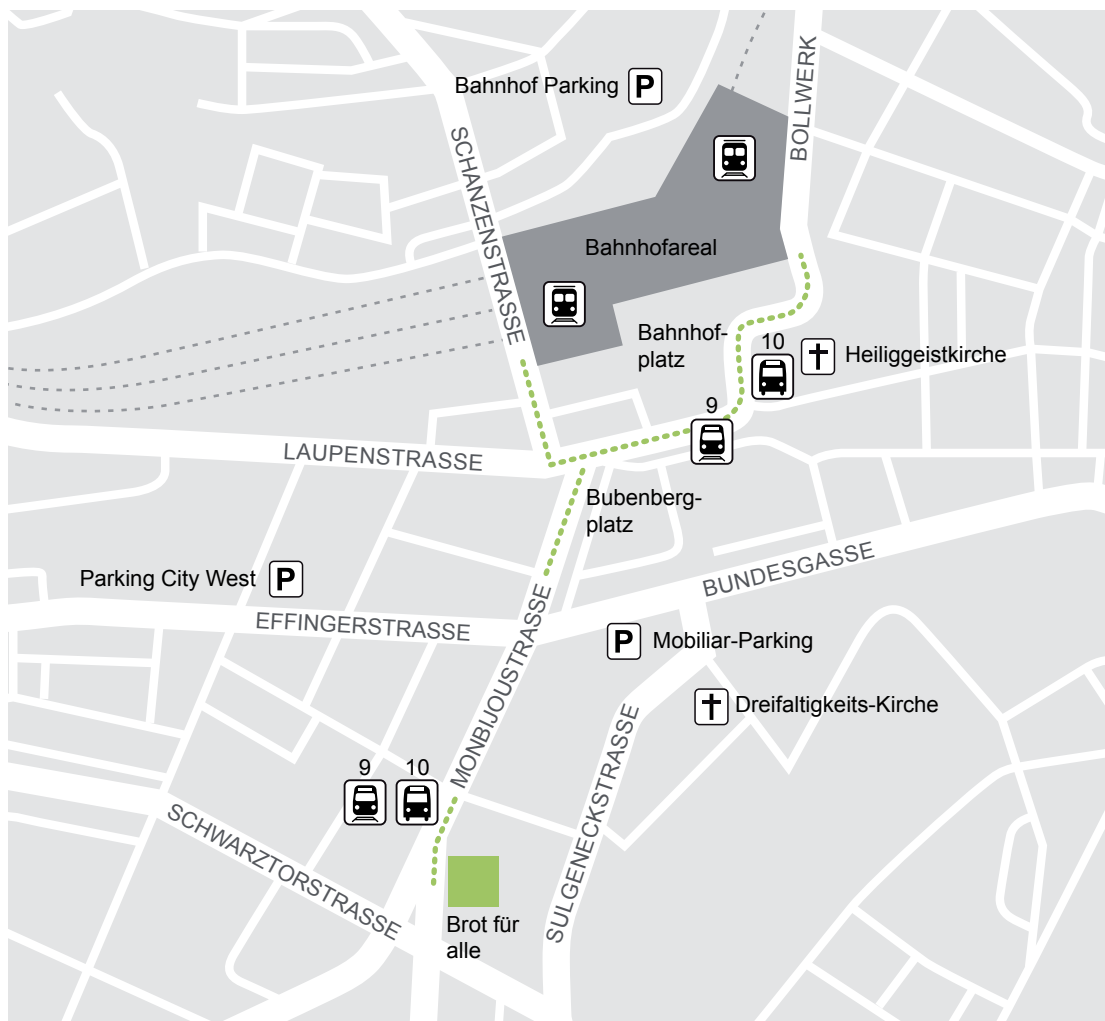 Bahnhof Parking P
BOLLWERK
SCHANZENSTRASSE
Bahnhofareal
Bahnhof-
platz
10
Heiliggeistkirche
9
LAUPENSTRASSE
Bubenberg-
platz
BUNDESGASSE
Parking City West P
EFFINGERSTRASSE
P Mobiliar-Parking
MONBIJOUSTRASSE
Dreifaltigkeits-Kirche
SULGENECKSTRASSE
9
10
SCHWARZTORSTRASSE
Brot für
alle